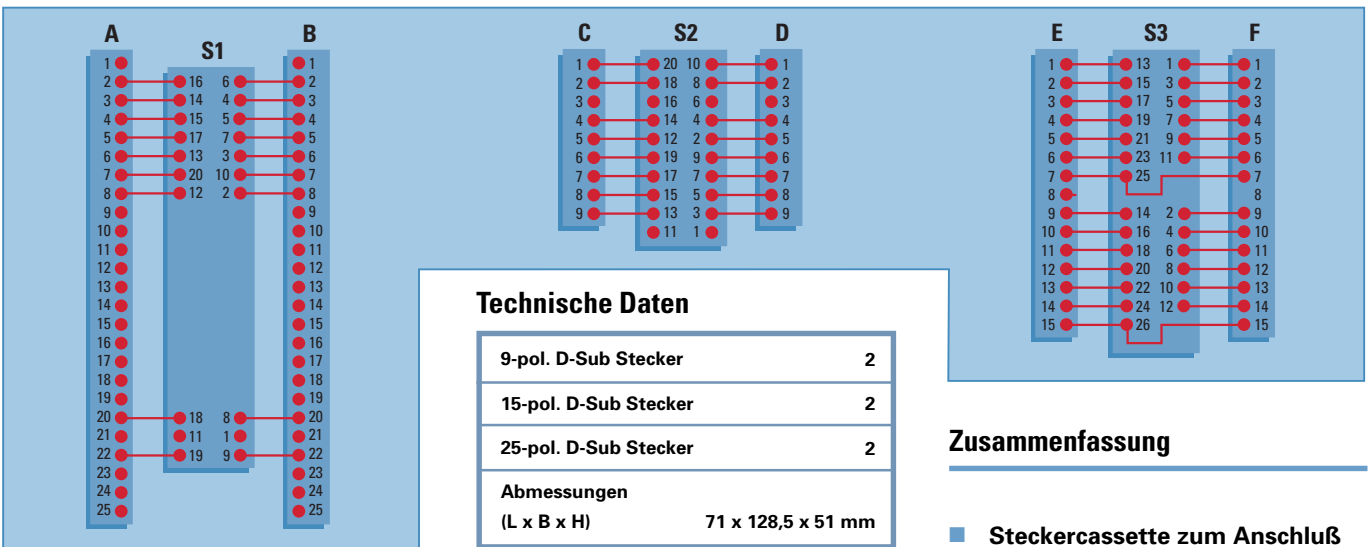 A S1 B
1 1
2 16 6 2
3 14 4 3
4 15 5 4
5 17 7 5
6 13 3 6
7 20 10 7
8 12 2 8
9 9
10 10
11 11
12 12
13 13
14 14
15 15
16 16
17 17
18 18
19 19
20 18 8 20
21 11 1 21
22 19 9 22
23 23
24 24
25 25
C S2 D
1 20 10 1
2 18 8 2
3 16 6 3
4 14 4 4
5 12 2 5
6 19 9 6
7 17 7 7
8 15 5 8
9 13 3 9
11 1
E S3 F
1 13 1 1
2 15 3 2
3 17 5 3
4 19 7 4
5 21 9 5
6 23 11 6
7 25 7
8 8
9 14 2 9
10 16 4 10
11 18 6 11
12 20 8 12
13 22 10 13
14 24 12 14
15 26 15
Technische Daten
9-pol. D-Sub Stecker 2
15-pol. D-Sub Stecker 2
25-pol. D-Sub Stecker 2
Abmessungen
(L x B x H) 71 x 128,5 x 51 mm
Zusammenfassung
Steckercassette zum Anschluß